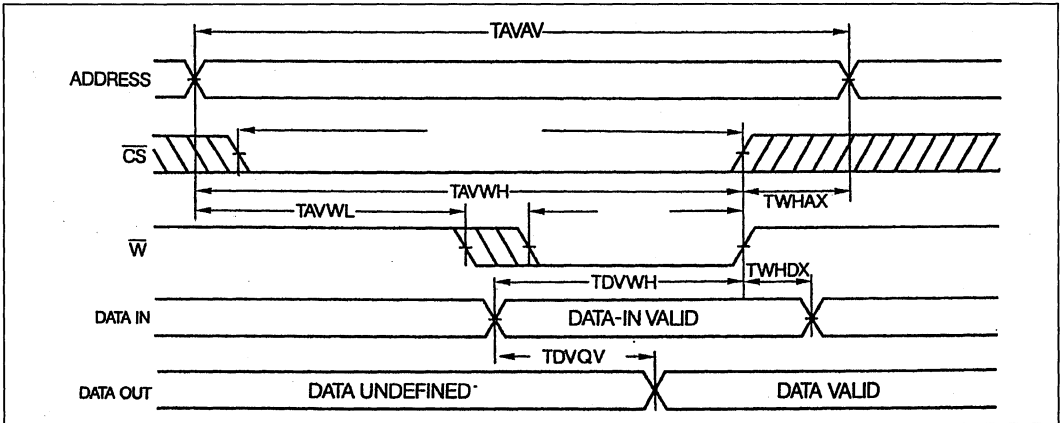 TAVAV
ADDRESS
CS
TAVWH
TWHAX
TAVWL
W
TDVWH
TWHDX
DATA IN
DATA-IN VALID
TDVQV
DATA OUT
DATA UNDEFINED
DATA VALID